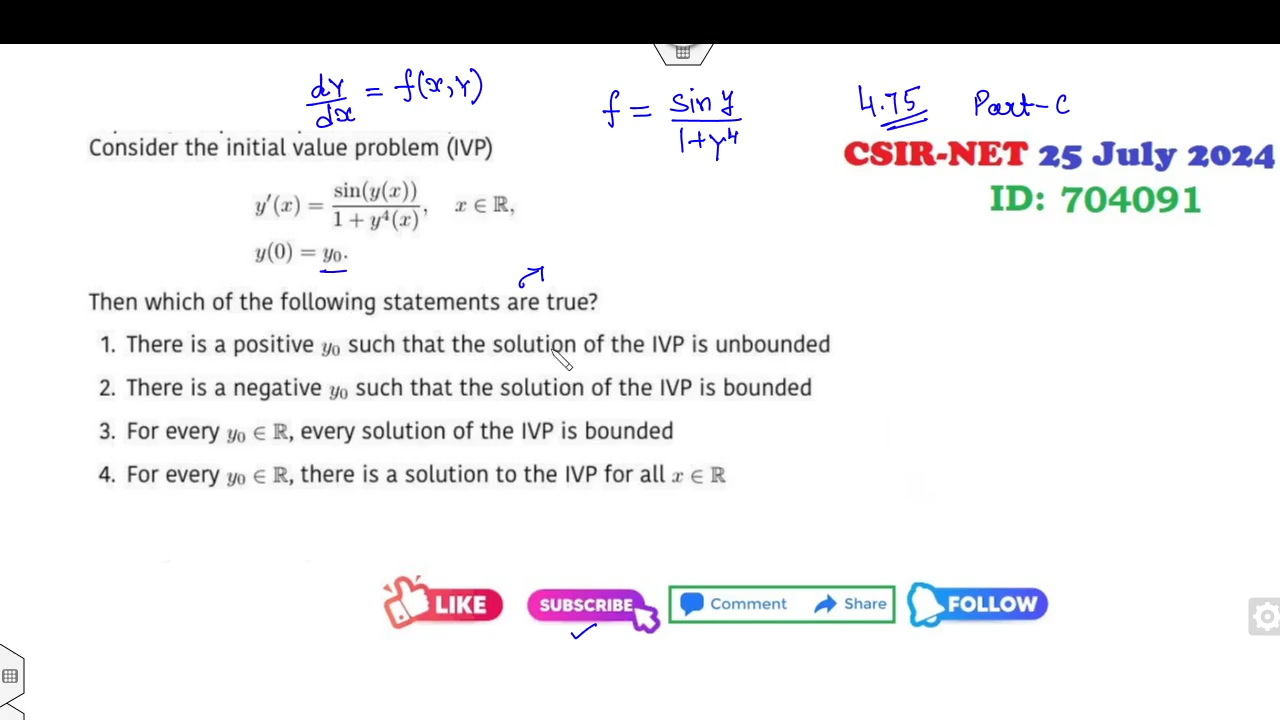 dY/dx = f(x,Y)
f = sin y / 1+y⁴
4.75 Part-C
CSIR-NET 25 July 2024
ID: 704091
Consider the initial value problem (IVP)
y′(x) = sin(y(x)) / 1 + y⁴(x), x ∈ ℝ,
y(0) = y₀.
Then which of the following statements are true?
1. There is a positive y₀ such that the solution of the IVP is unbounded
2. There is a negative y₀ such that the solution of the IVP is bounded
3. For every y₀ ∈ ℝ, every solution of the IVP is bounded
4. For every y₀ ∈ ℝ, there is a solution to the IVP for all x ∈ ℝ
LIKE SUBSCRIBE Comment Share FOLLOW